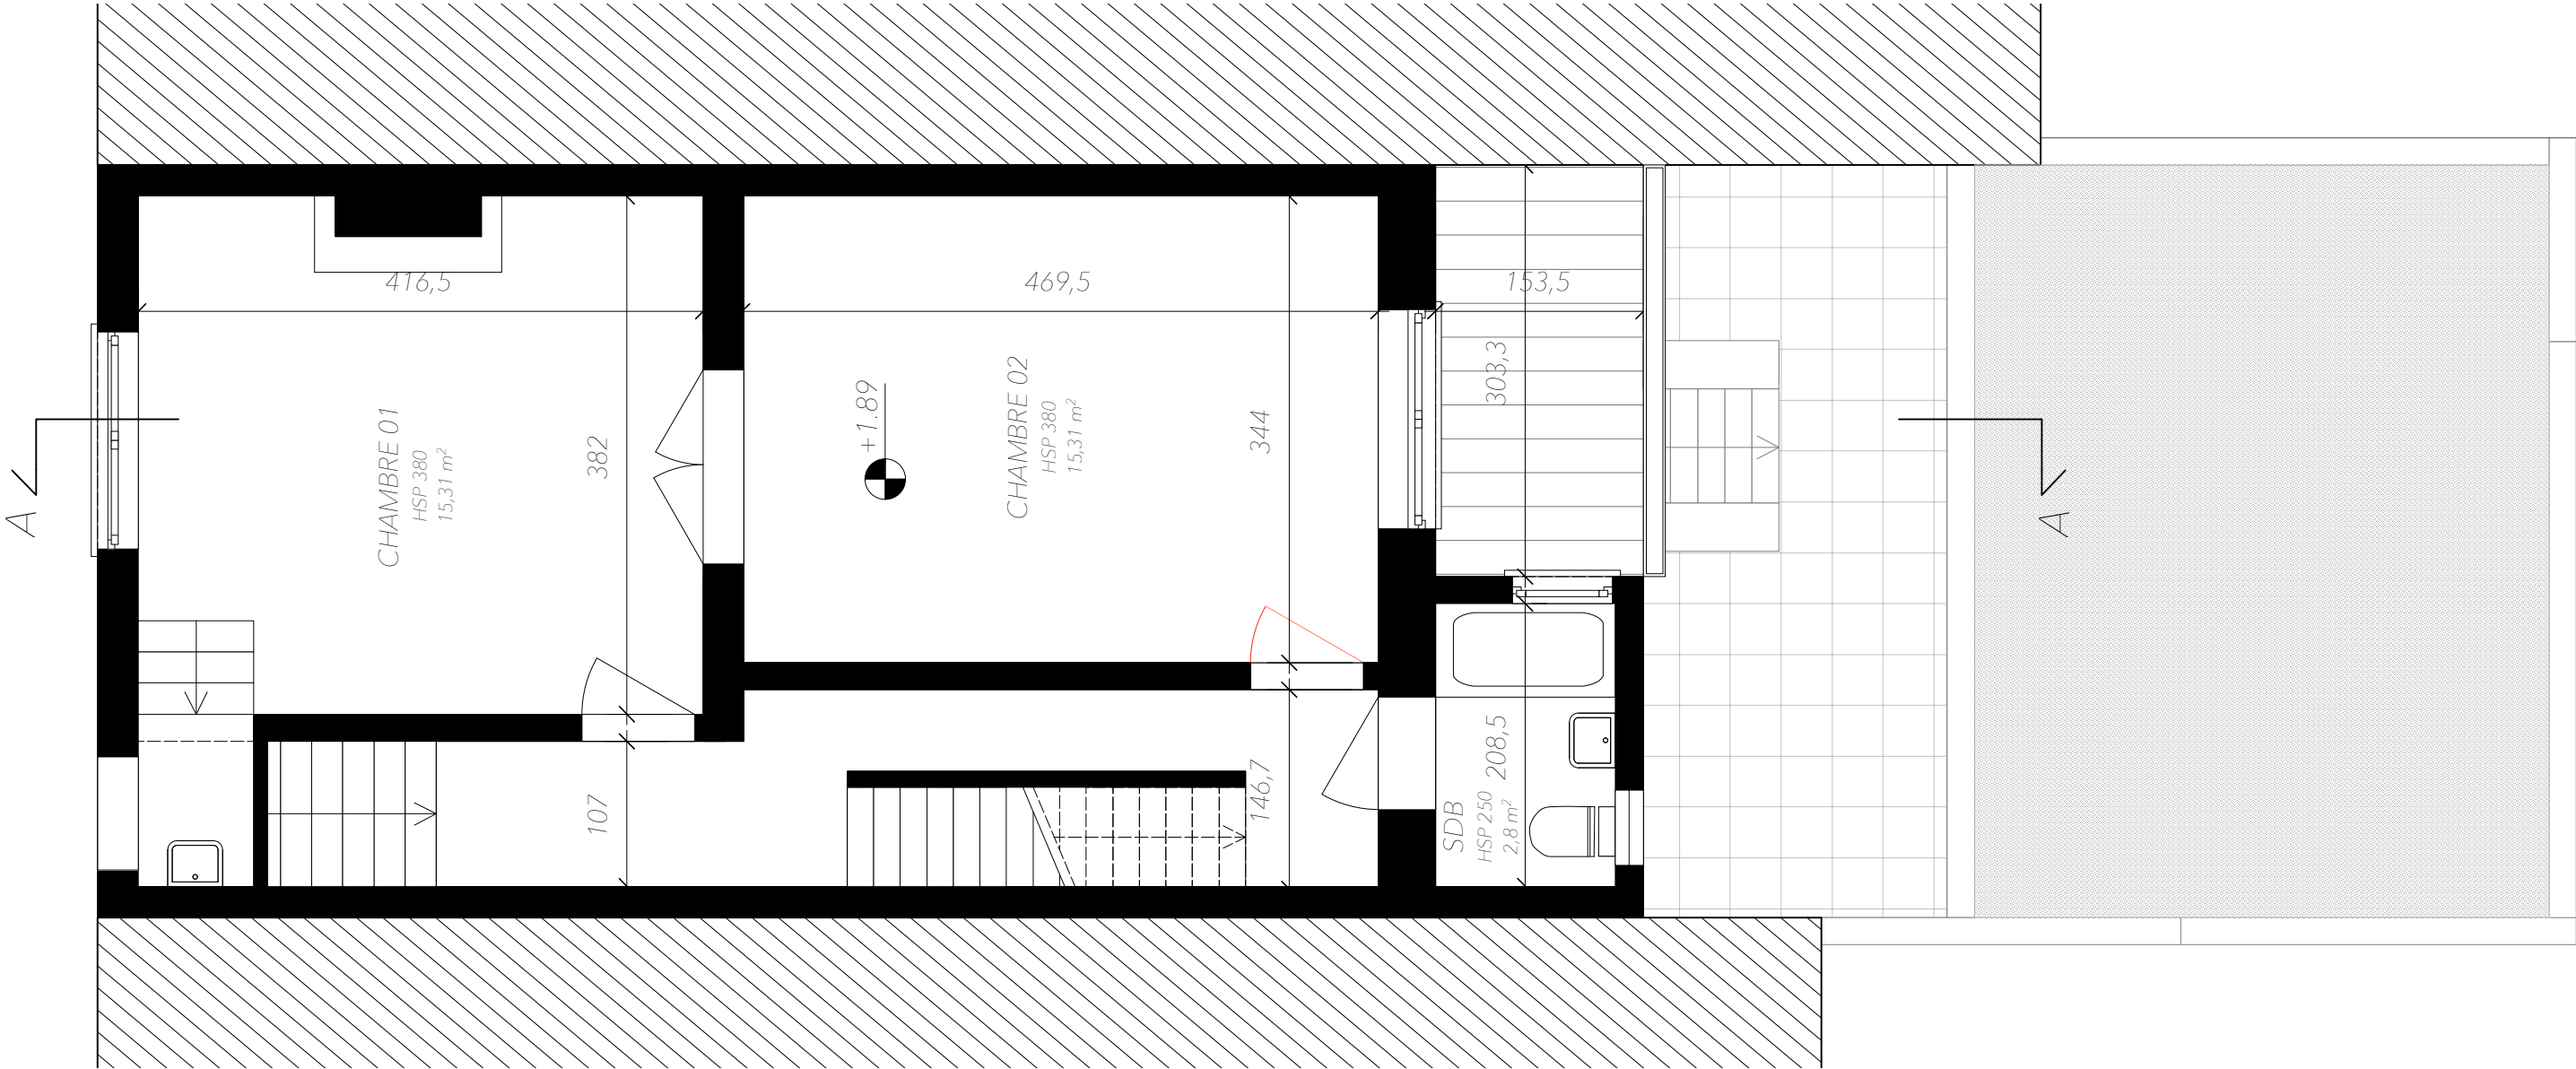 416,5
469,5
153,5
303,3
+1.89
CHAMBRE 01
HSP 380
15,31 m²
382
CHAMBRE 02
HSP 380
15,31 m²
344
A
A
107
146,7
SDB
HSP 250
2,8 m²
208,5